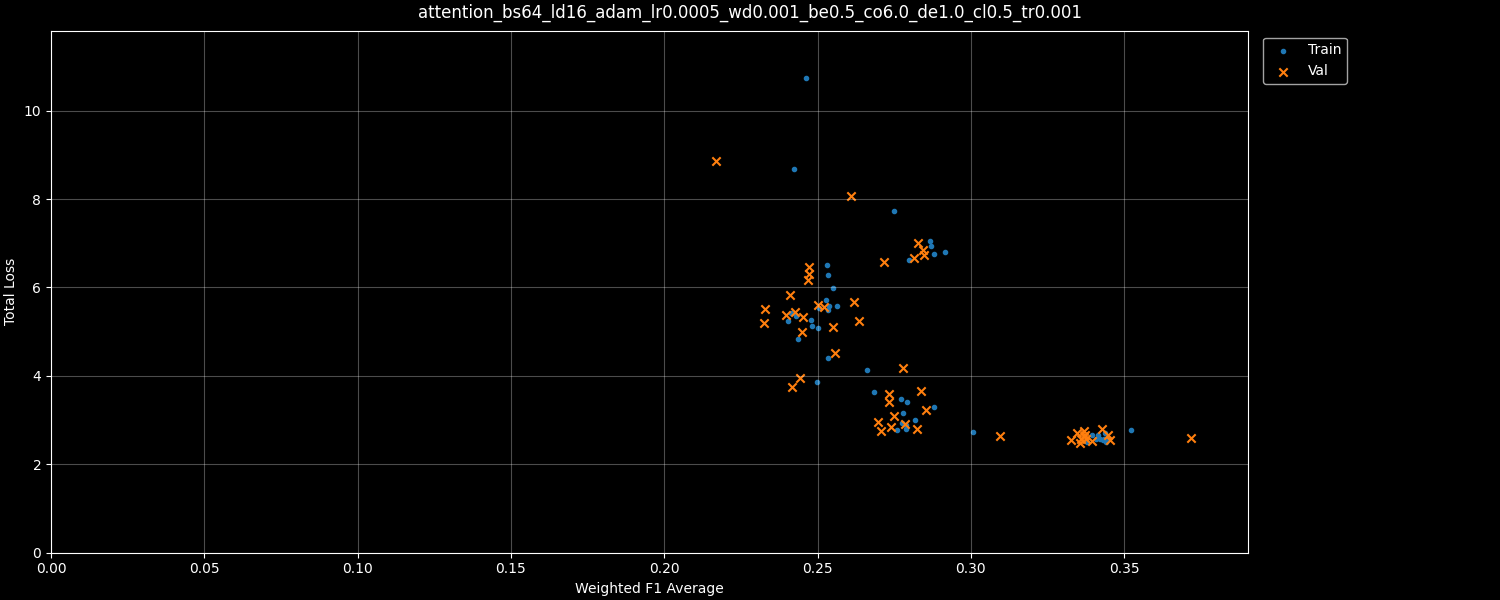 attention_bs64_ld16_adam_lr0.0005_wd0.001_be0.5_co6.0_de1.0_cl0.5_tr0.001
Train
Val
Total Loss
10
8
6
4
2
0
0.00 0.05 0.10 0.15 0.20 0.25 0.30 0.35
Weighted F1 Average